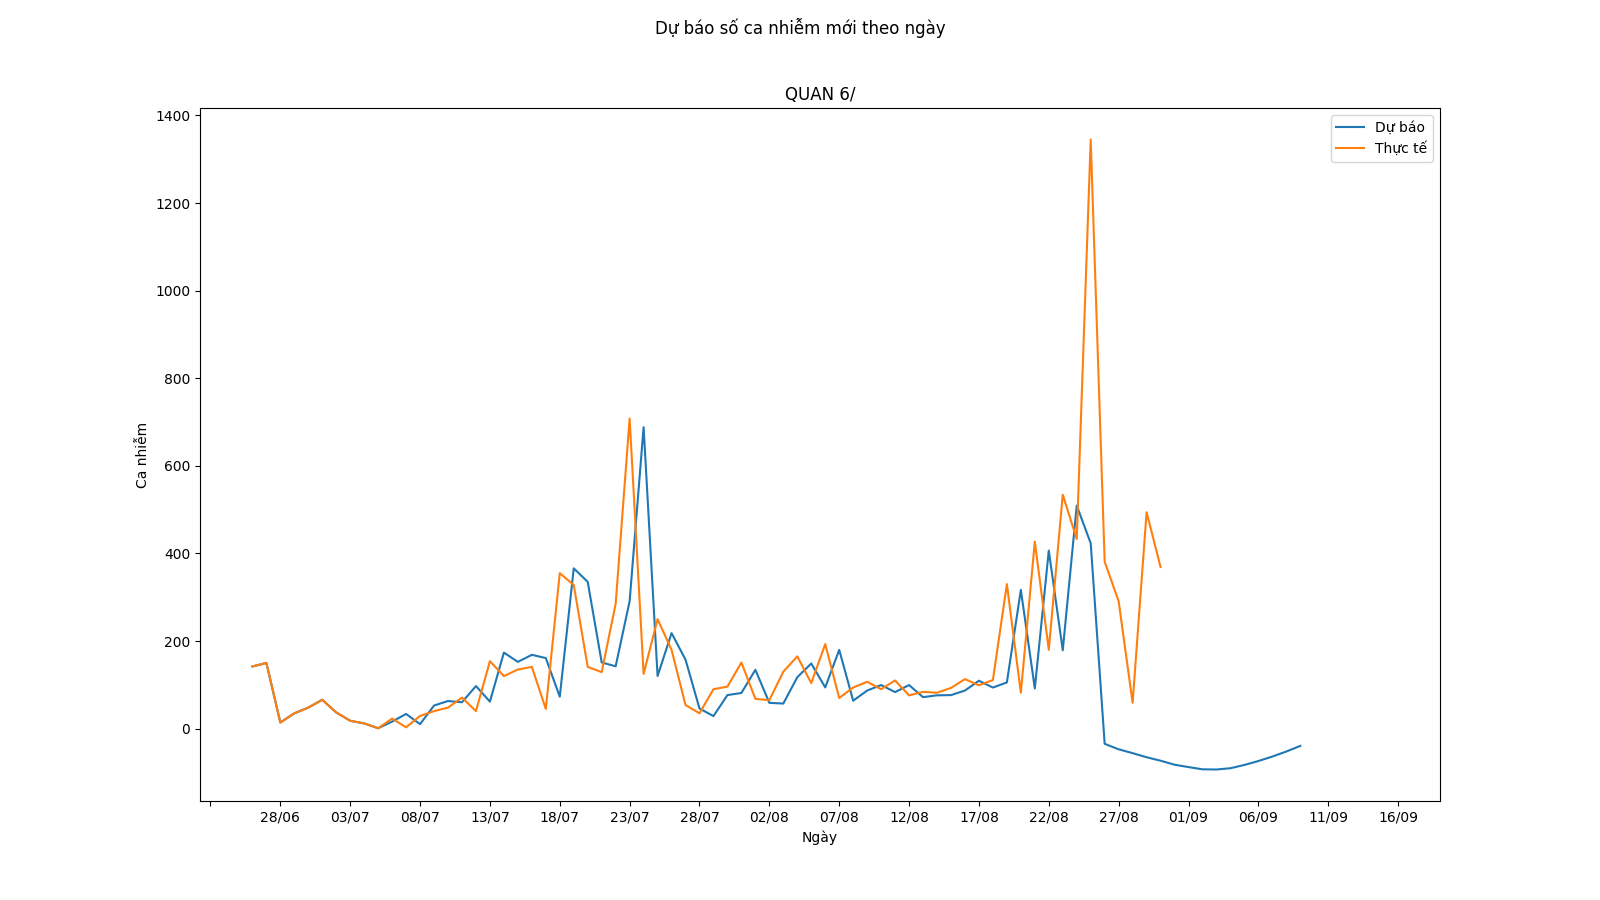 Dự báo số ca nhiễm mới theo ngày
QUAN 6/
Dự báo
Thực tế
1400
1200
1000
800
600
400
200
0
Ca nhiễm
28/06 03/07 08/07 13/07 18/07 23/07 28/07 02/08 07/08 12/08 17/08 22/08 27/08 01/09 06/09 11/09 16/09
Ngày